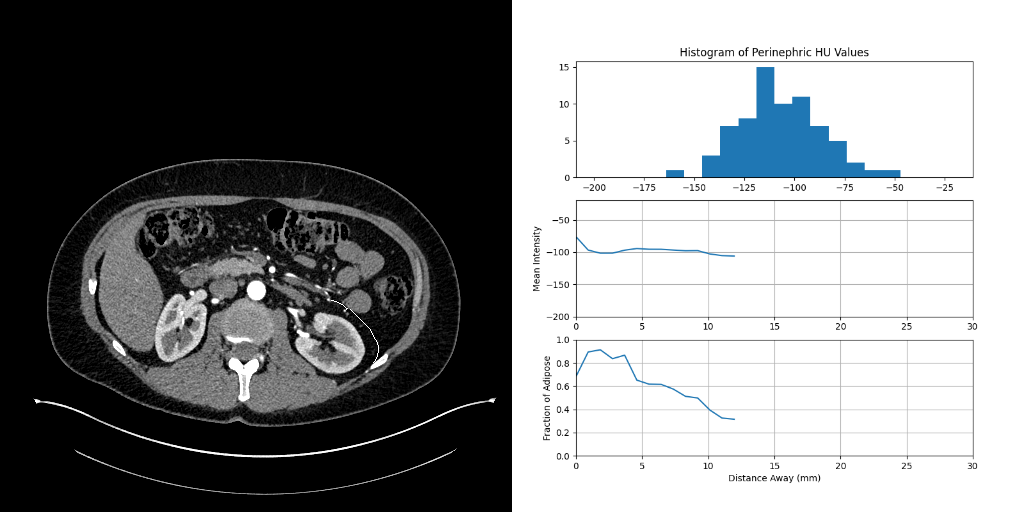 Histogram of Perinephric HU Values
15
10
5
0
−200 −175 −150 −125 −100 −75 −50 −25
Mean Intensity
−50
−100
−150
−200
0 5 10 15 20 25 30
Fraction of Adipose
1.0
0.8
0.6
0.4
0.2
0.0
0 5 10 15 20 25 30
Distance Away (mm)